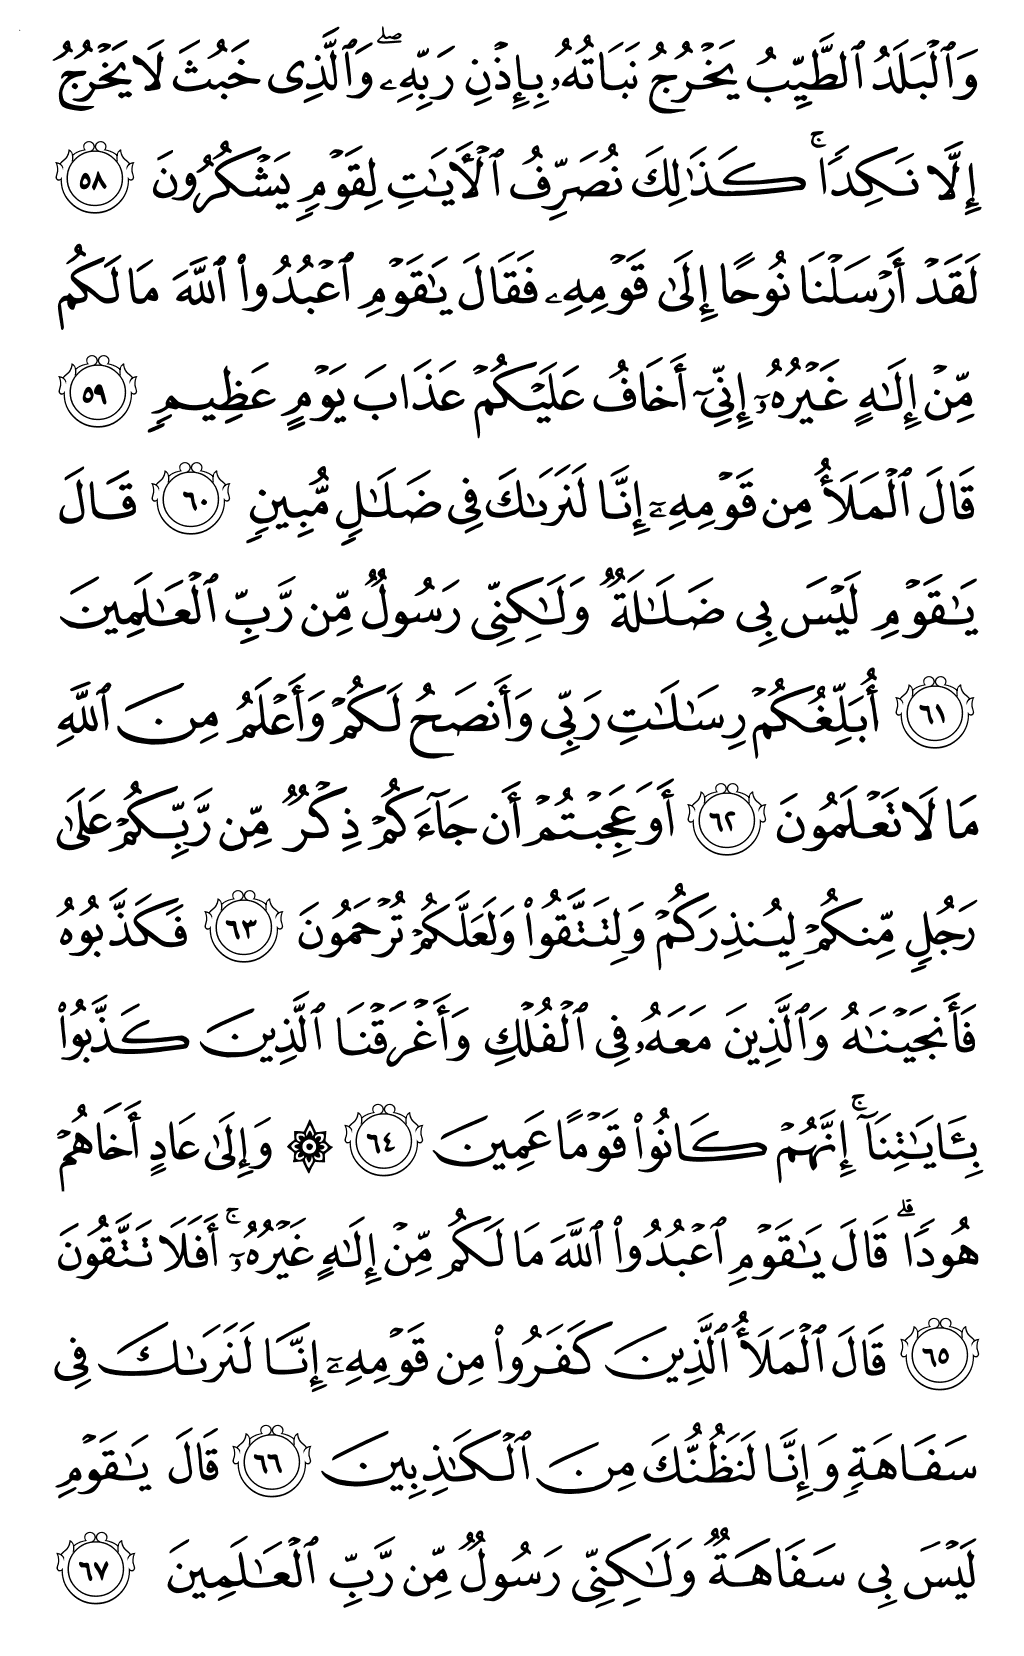 وَٱلْبَلَدُ ٱلطَّيِّبُ يَخْرُجُ نَبَاتُهُۥ بِإِذْنِ رَبِّهِۦ ۖ وَٱلَّذِى خَبُثَ لَا يَخْرُجُ
إِلَّا نَكِدًا ۚ كَذَٰلِكَ نُصَرِّفُ ٱلْـَٔايَـٰتِ لِقَوْمٍ يَشْكُرُونَ ٥٨
لَقَدْ أَرْسَلْنَا نُوحًا إِلَىٰ قَوْمِهِۦ فَقَالَ يَـٰقَوْمِ ٱعْبُدُوا۟ ٱللَّهَ مَا لَكُم
مِّنْ إِلَـٰهٍ غَيْرُهُۥٓ إِنِّىٓ أَخَافُ عَلَيْكُمْ عَذَابَ يَوْمٍ عَظِيمٍ ٥٩
قَالَ ٱلْمَلَأُ مِن قَوْمِهِۦٓ إِنَّا لَنَرَىٰكَ فِى ضَلَـٰلٍ مُّبِينٍ ٦٠ قَالَ
يَـٰقَوْمِ لَيْسَ بِى ضَلَـٰلَةٌ وَلَـٰكِنِّى رَسُولٌ مِّن رَّبِّ ٱلْعَـٰلَمِينَ
٦١ أُبَلِّغُكُمْ رِسَـٰلَـٰتِ رَبِّى وَأَنصَحُ لَكُمْ وَأَعْلَمُ مِنَ ٱللَّهِ
مَا لَا تَعْلَمُونَ ٦٢ أَوَعَجِبْتُمْ أَن جَآءَكُمْ ذِكْرٌ مِّن رَّبِّكُمْ عَلَىٰ
رَجُلٍ مِّنكُمْ لِيُنذِرَكُمْ وَلِتَتَّقُوا۟ وَلَعَلَّكُمْ تُرْحَمُونَ ٦٣ فَكَذَّبُوهُ
فَأَنجَيْنَـٰهُ وَٱلَّذِينَ مَعَهُۥ فِى ٱلْفُلْكِ وَأَغْرَقْنَا ٱلَّذِينَ كَذَّبُوا۟
بِـَٔايَـٰتِنَآ ۚ إِنَّهُمْ كَانُوا۟ قَوْمًا عَمِينَ ٦٤ ۞ وَإِلَىٰ عَادٍ أَخَاهُمْ
هُودًا ۗ قَالَ يَـٰقَوْمِ ٱعْبُدُوا۟ ٱللَّهَ مَا لَكُم مِّنْ إِلَـٰهٍ غَيْرُهُۥٓ ۚ أَفَلَا تَتَّقُونَ
٦٥ قَالَ ٱلْمَلَأُ ٱلَّذِينَ كَفَرُوا۟ مِن قَوْمِهِۦٓ إِنَّا لَنَرَىٰكَ فِى
سَفَاهَةٍ وَإِنَّا لَنَظُنُّكَ مِنَ ٱلْكَـٰذِبِينَ ٦٦ قَالَ يَـٰقَوْمِ
لَيْسَ بِى سَفَاهَةٌ وَلَـٰكِنِّى رَسُولٌ مِّن رَّبِّ ٱلْعَـٰلَمِينَ ٦٧